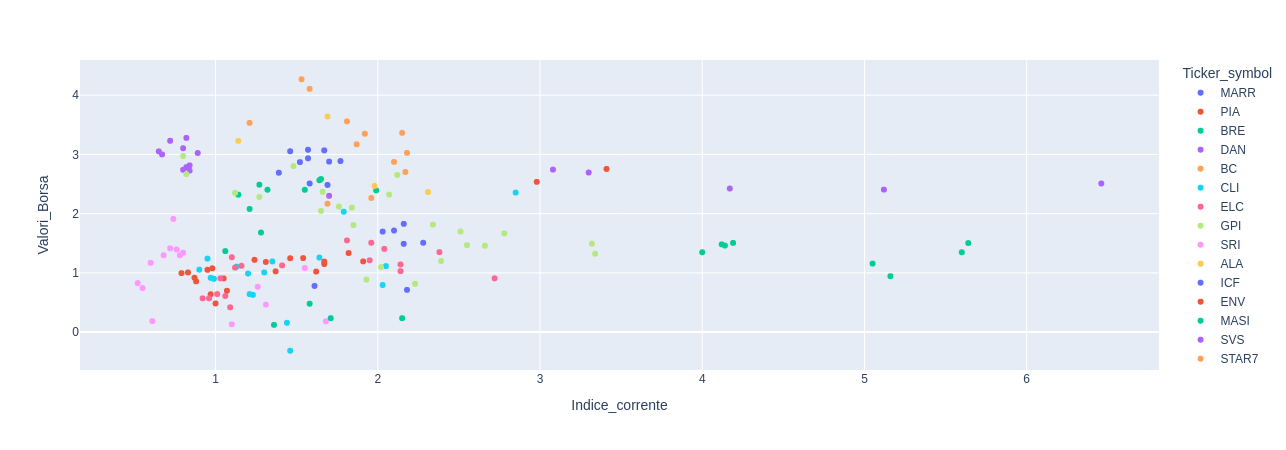 Ticker_symbol
MARR
PIA
BRE
DAN
BC
CLI
ELC
GPI
SRI
ALA
ICF
ENV
MASI
SVS
STAR7
Valori_Borsa
4
3
2
1
0
1 2 3 4 5 6
Indice_corrente